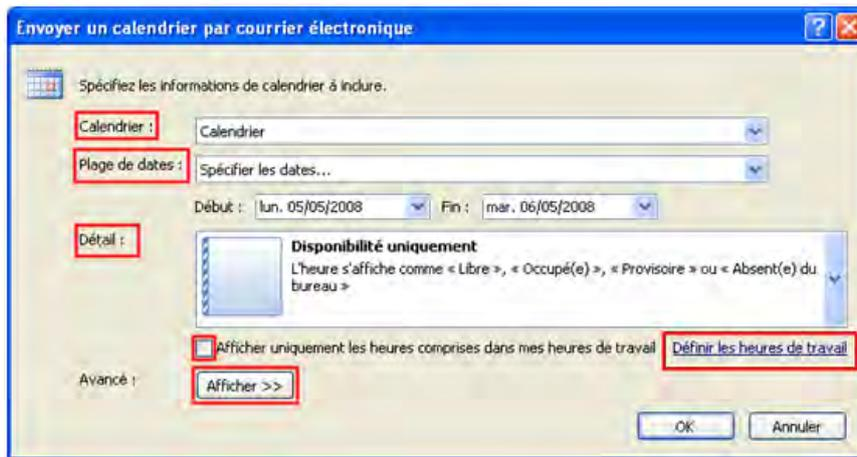 Envoyer un calendrier par courrier électronique
Spécifiez les informations de calendrier à inclure.
Calendrier :
Calendrier
Plage de dates :
Spécifier les dates...
Début :
lun. 05/05/2008
Fin :
mar. 06/05/2008
Détail :
Disponibilité uniquement
L'heure s'affiche comme « Libre », « Occupé(e) », « Provisoire » ou « Absent(e) du
bureau »
Afficher uniquement les heures comprises dans mes heures de travail
Définir les heures de travail
Avancé :
Afficher >>
OK
Annuler